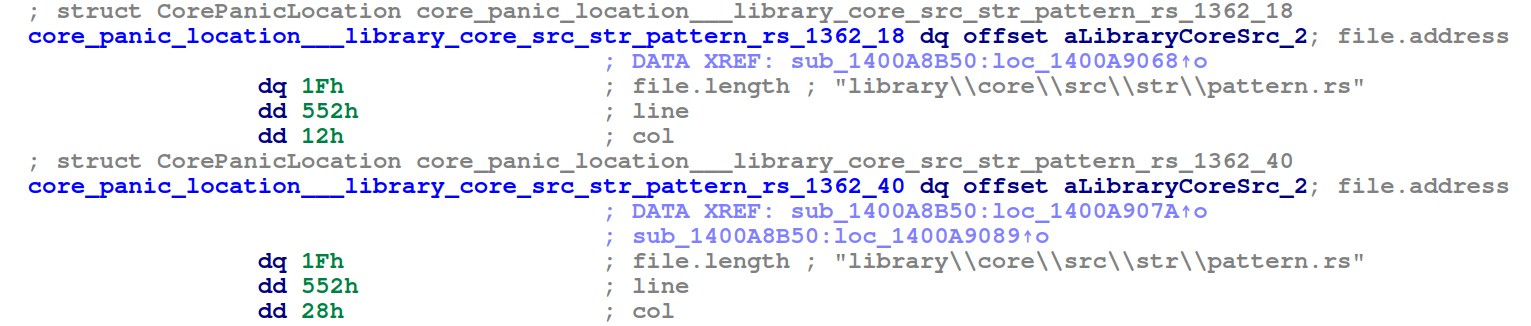 ; struct CorePanicLocation core_panic_location___library_core_src_str_pattern_rs_1362_18
core_panic_location___library_core_src_str_pattern_rs_1362_18 dq offset aLibraryCoreSrc_2; file.address
; DATA XREF: sub_1400A8B50:loc_1400A9068↑o
dq 1Fh ; file.length ; "library\\core\\src\\str\\pattern.rs"
dd 552h ; line
dd 12h ; col
; struct CorePanicLocation core_panic_location___library_core_src_str_pattern_rs_1362_40
core_panic_location___library_core_src_str_pattern_rs_1362_40 dq offset aLibraryCoreSrc_2; file.address
; DATA XREF: sub_1400A8B50:loc_1400A907A↑o
; sub_1400A8B50:loc_1400A9089↑o
dq 1Fh ; file.length ; "library\\core\\src\\str\\pattern.rs"
dd 552h ; line
dd 28h ; col